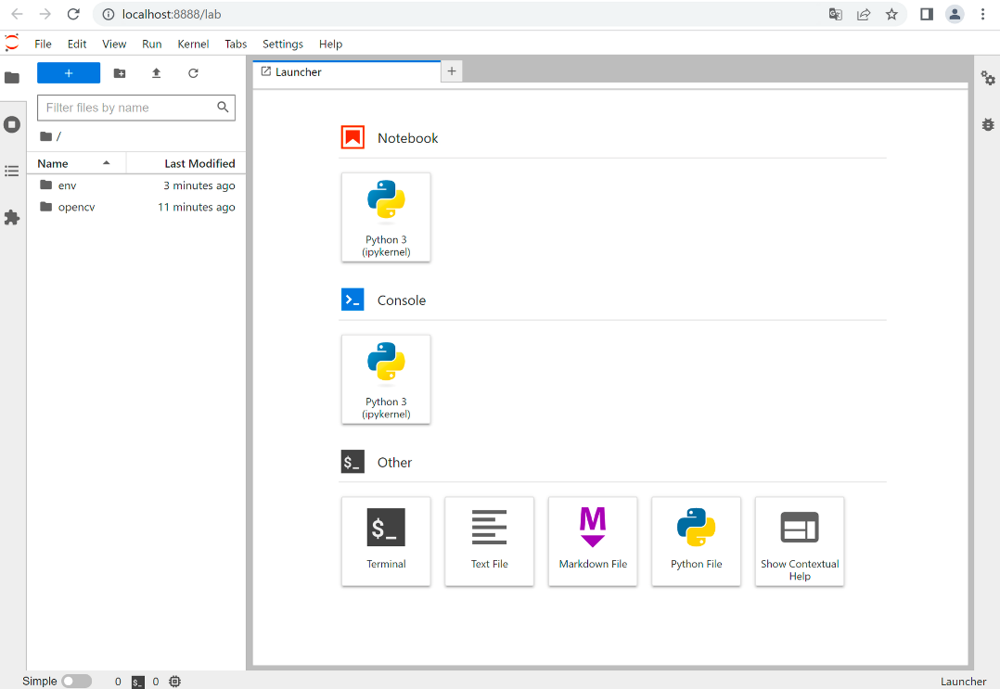 localhost:8888/lab
File Edit View Run Kernel Tabs Settings Help
+
Launcher
+
Filter files by name
/
Name Last Modified
env 3 minutes ago
opencv 11 minutes ago
Notebook
Python 3
(ipykernel)
Console
Python 3
(ipykernel)
$_ Other
$_
Terminal
Text File
M
Markdown File
Python File
Show Contextual
Help
Simple 0 $_ 0 Launcher